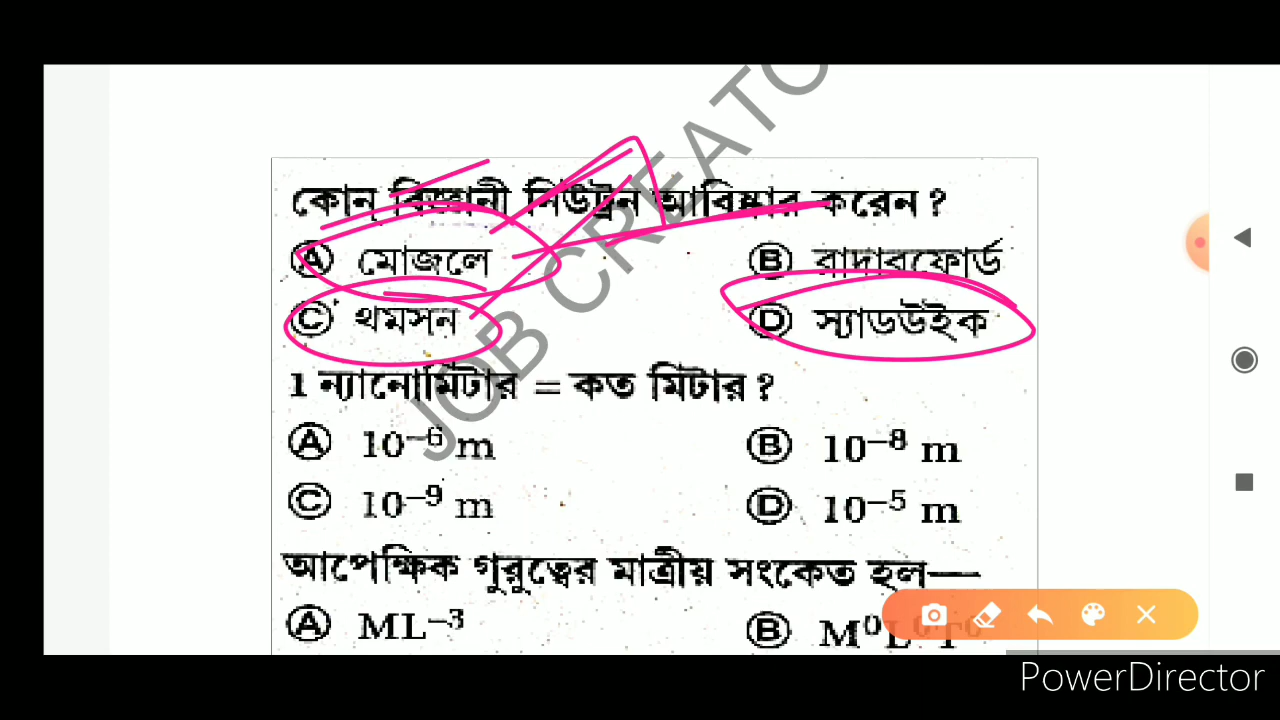 কোন্ বিজ্ঞানী নিউট্রন আবিষ্কার করেন ?
Ⓐ মোজলে Ⓑ রাদারফোর্ড
Ⓒ থমসন Ⓓ স্যাডউইক
1 ন্যানোমিটার = কত মিটার ?
Ⓐ 10⁻⁶ m Ⓑ 10⁻⁸ m
Ⓒ 10⁻⁹ m Ⓓ 10⁻⁵ m
আপেক্ষিক গুরুত্বের মাত্রীয় সংকেত হল—
Ⓐ ML⁻³ Ⓑ M⁰L⁰T⁰
JOB CREATO
PowerDirector